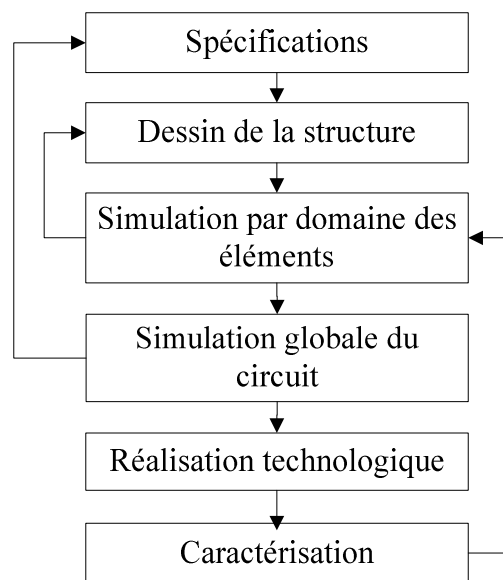 Spécifications
Dessin de la structure
Simulation par domaine des
éléments
Simulation globale du
circuit
Réalisation technologique
Caractérisation